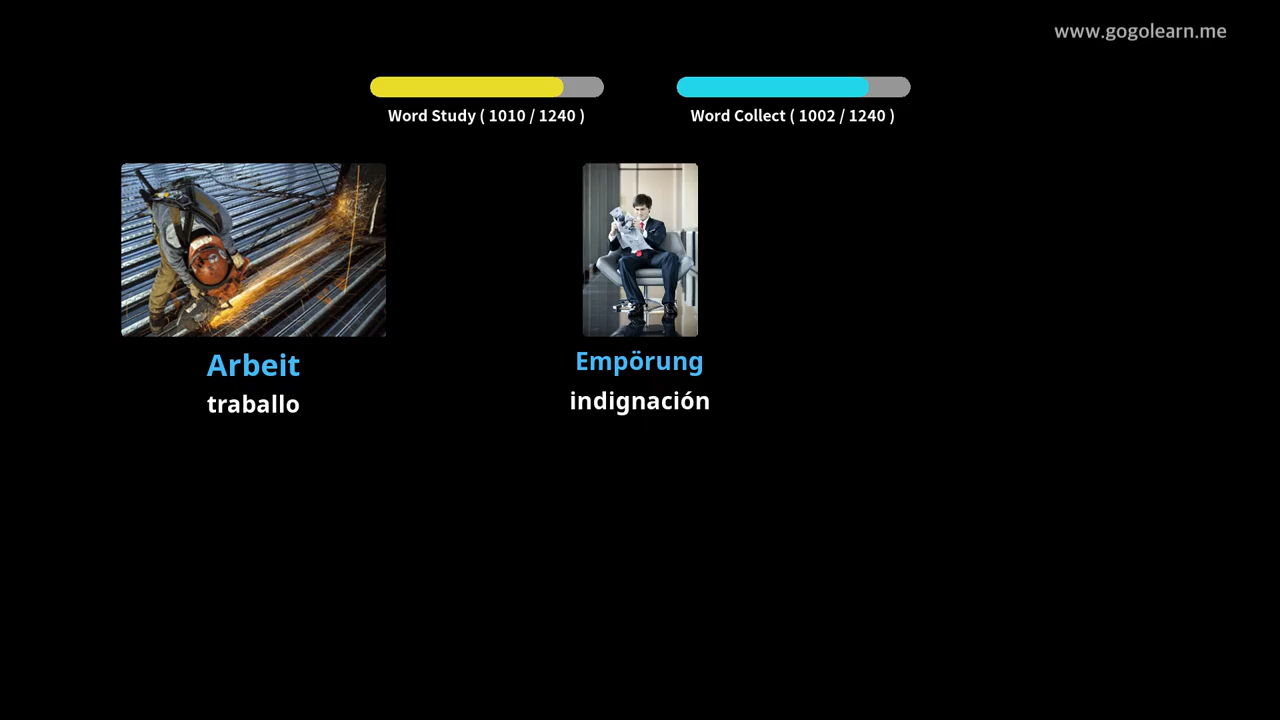 www.gogolearn.me
Word Study ( 1010 / 1240 )
Word Collect ( 1002 / 1240 )
Arbeit
traballo
Empörung
indignación